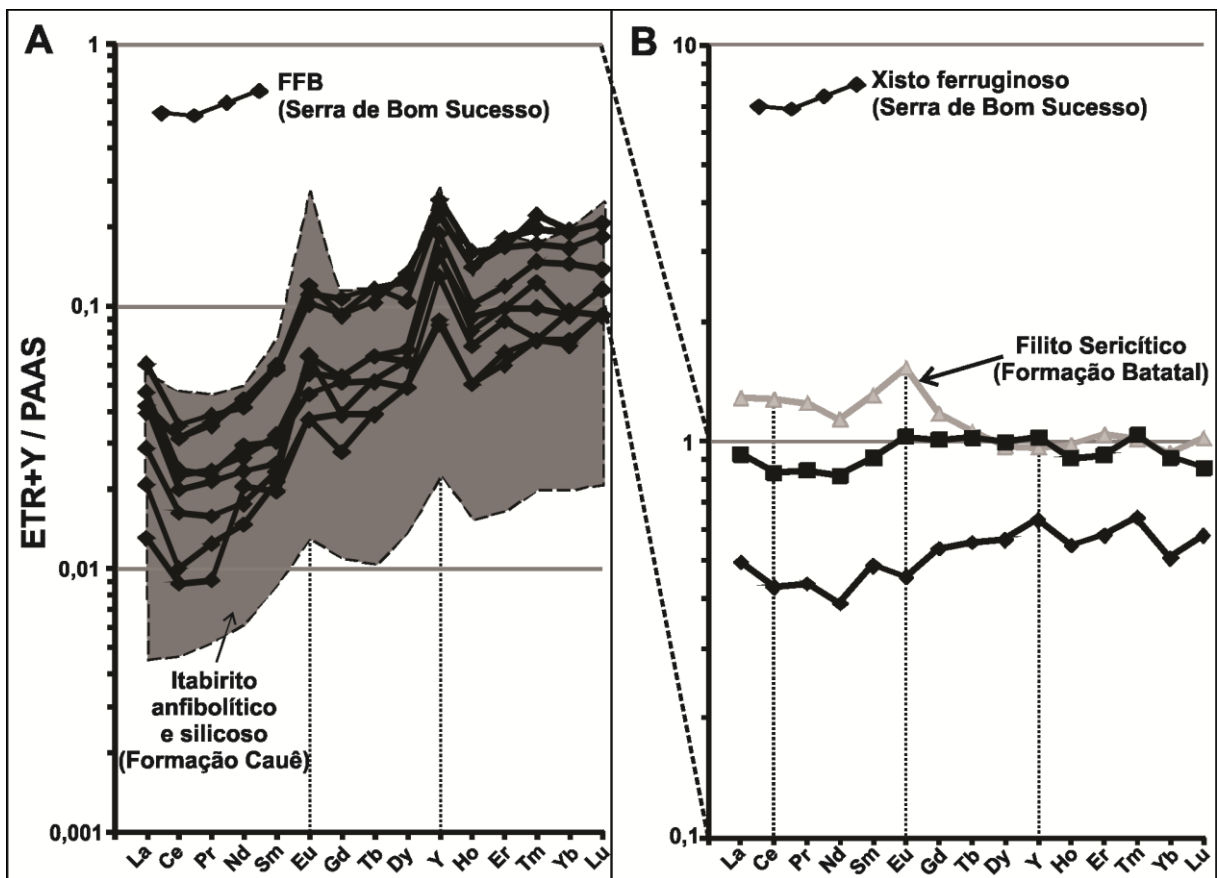 A
1
FFB
(Serra de Bom Sucesso)
0,1
0,01
0,001
ETR+Y / PAAS
Itabirito
anfibolítico
e silicoso
(Formação Cauê)
La Ce Pr Nd Sm Eu Gd Tb Dy Y Ho Er Tm Yb Lu
B
10
Xisto ferruginoso
(Serra de Bom Sucesso)
Filito Sericítico
(Formação Batatal)
1
0,1
La Ce Pr Nd Sm Eu Gd Tb Dy Y Ho Er Tm Yb Lu